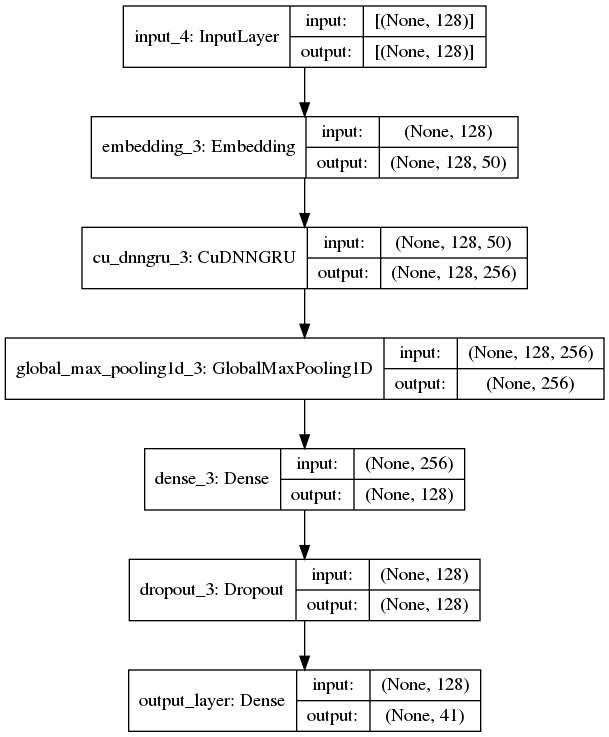 input_4: InputLayer input: [(None, 128)]
output: [(None, 128)]
embedding_3: Embedding input: (None, 128)
output: (None, 128, 50)
cu_dnngru_3: CuDNNGRU input: (None, 128, 50)
output: (None, 128, 256)
global_max_pooling1d_3: GlobalMaxPooling1D input: (None, 128, 256)
output: (None, 256)
dense_3: Dense input: (None, 256)
output: (None, 128)
dropout_3: Dropout input: (None, 128)
output: (None, 128)
output_layer: Dense input: (None, 128)
output: (None, 41)